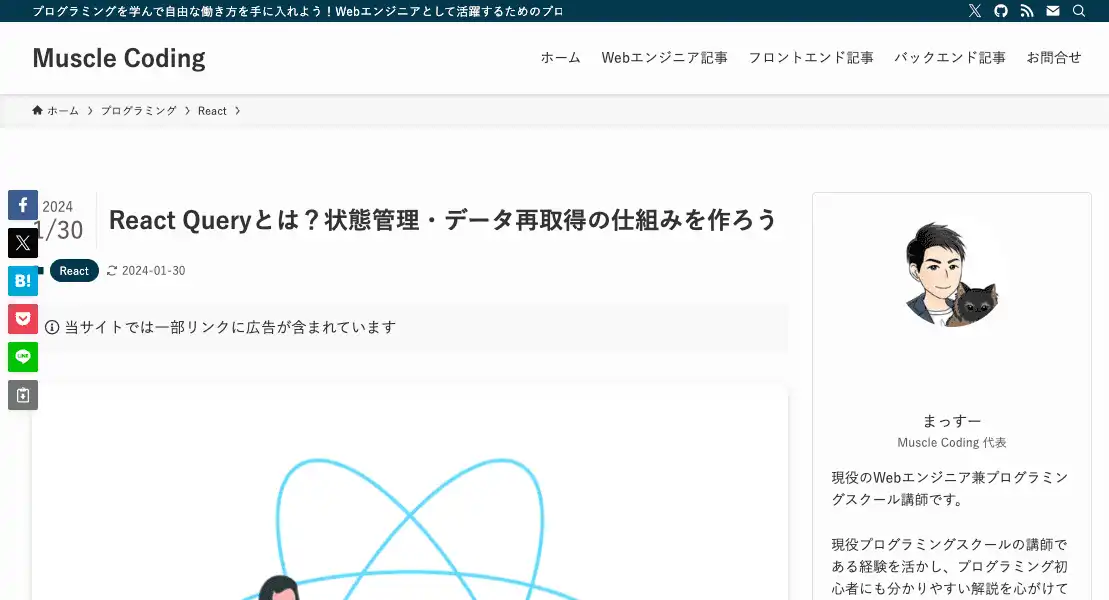 プログラミングを学んで自由な働き方を手に入れよう！Webエンジニアとして活躍するためのプロ
Muscle Coding
ホーム Webエンジニア記事 フロントエンド記事 バックエンド記事 お問合せ
ホーム プログラミング React
2024
1/30
React Queryとは？状態管理・データ再取得の仕組みを作ろう
React 2024-01-30
当サイトでは一部リンクに広告が含まれています
B!
LINE
まっすー
Muscle Coding 代表
現役のWebエンジニア兼プログラミン
グスクール講師です。
現役プログラミングスクールの講師で
ある経験を活かし、プログラミング初
心者にも分かりやすい解説を心がけて